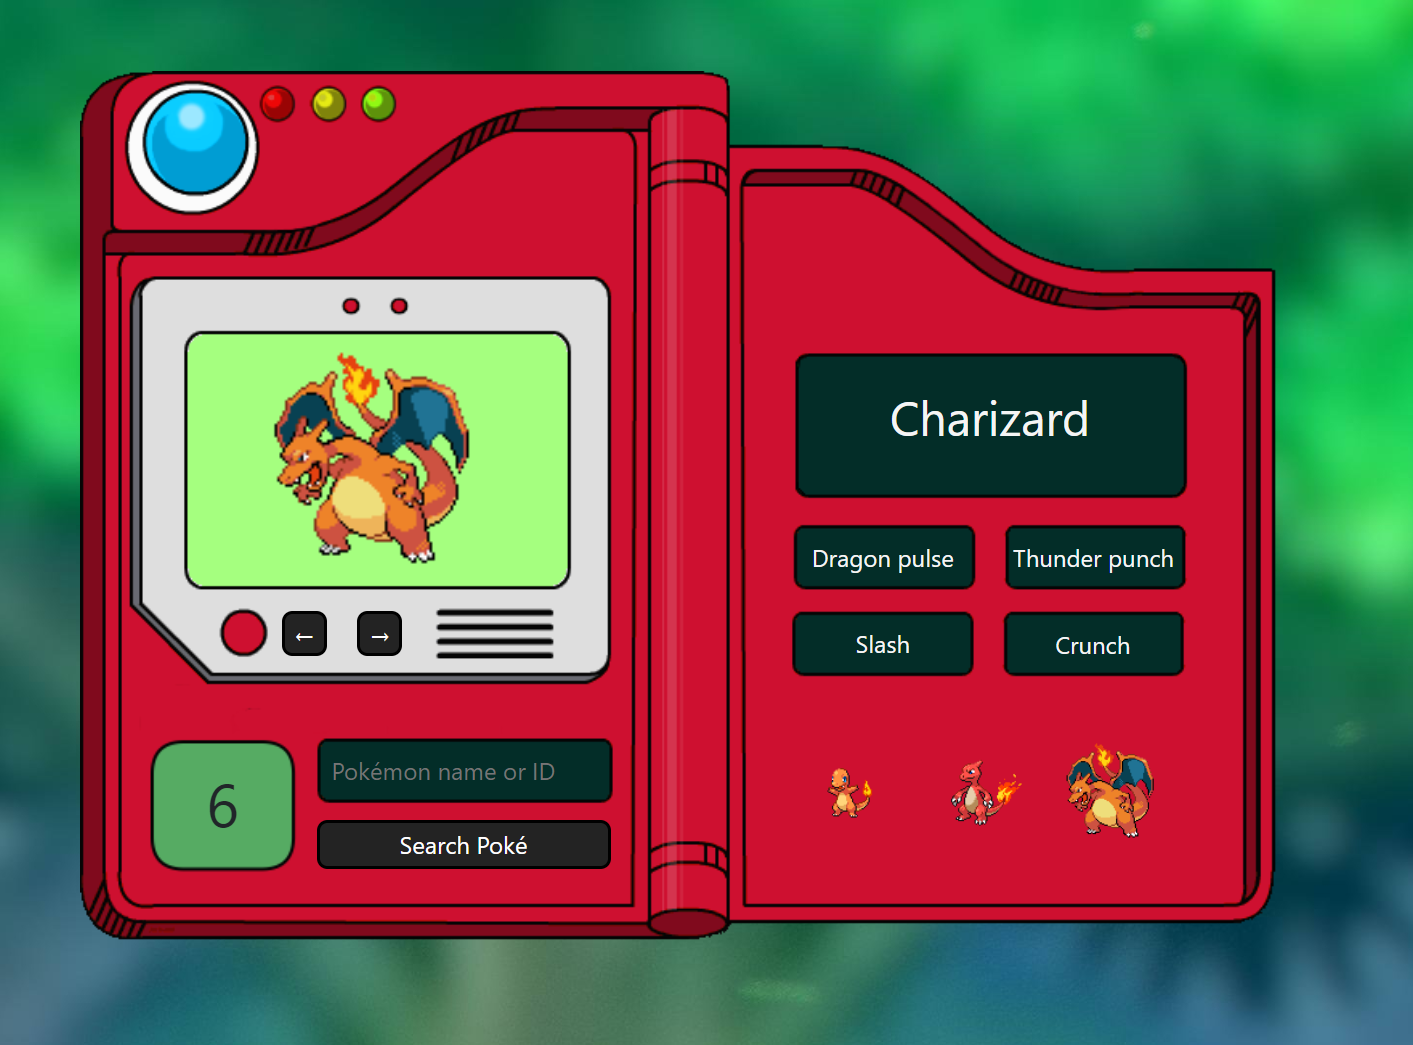 ←
→
6
Pokémon name or ID
Search Poké
Charizard
Dragon pulse
Thunder punch
Slash
Crunch